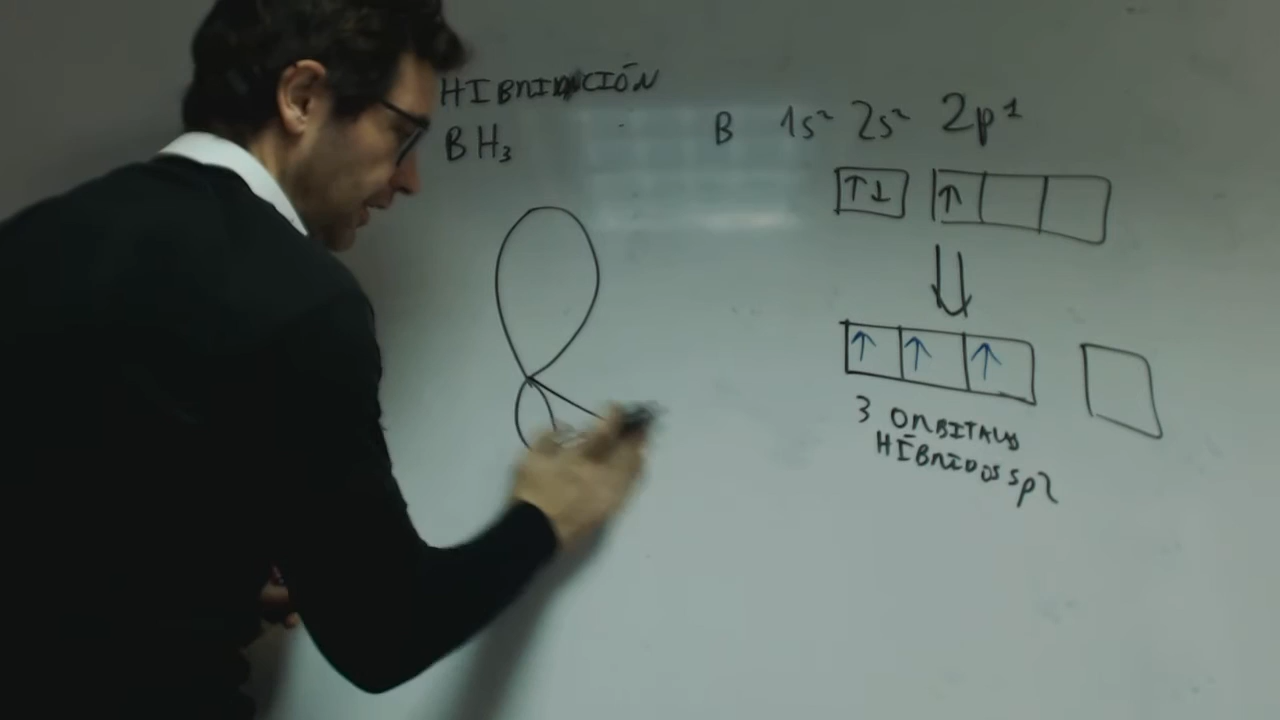 HIBRIDACIÓN
BH₃
B 1s² 2s² 2p¹
↑↓ ↑
↑ ↑ ↑
3 ORBITALES
HÍBRIDOS sp2